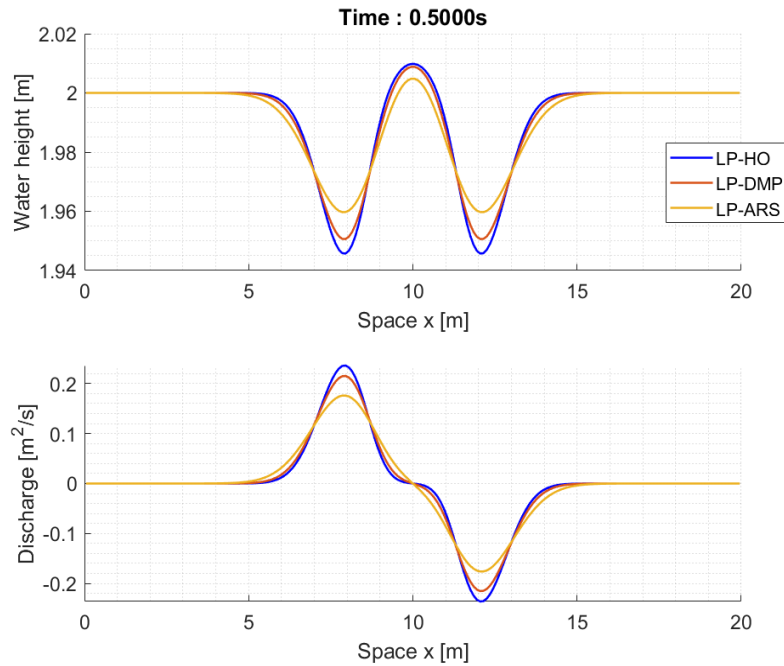 Time : 0.5000s
Water height [m]
2.02
2
1.98
1.96
1.94
0
5
10
15
20
Space x [m]
LP-HO
LP-DMP
LP-ARS
Discharge [m²/s]
0.2
0.1
0
-0.1
-0.2
0
5
10
15
20
Space x [m]